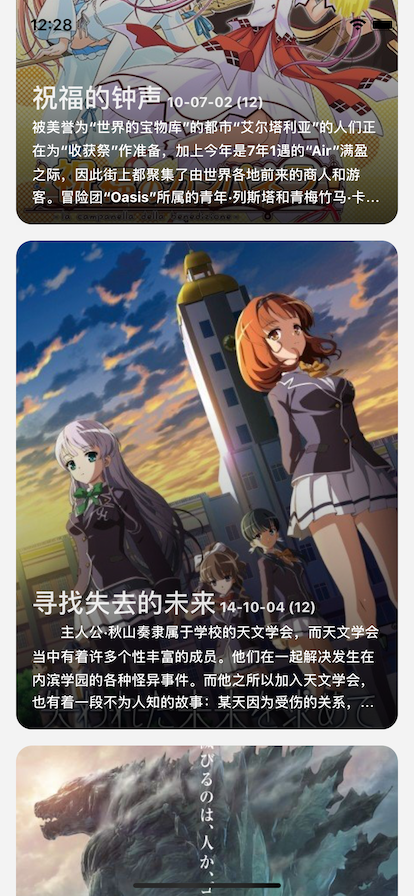 12:28
祝福的钟声 10-07-02 (12)
被美誉为“世界的宝物库”的都市“艾尔塔利亚”的人们正
在为“收获祭”作准备，加上今年是7年1遇的“Air”满盈
之际，因此街上都聚集了由世界各地前来的商人和游
客。冒险团“Oasis”所属的青年·列斯塔和青梅竹马·卡…
寻找失去的未来 14-10-04 (12)
主人公·秋山奏隶属于学校的天文学会，而天文学会
当中有着许多个性丰富的成员。他们在一起解决发生在
内滨学园的各种怪异事件。而他之所以加入天文学会，
也有着一段不为人知的故事：某天因为受伤的关系，…
びるのは、人か、